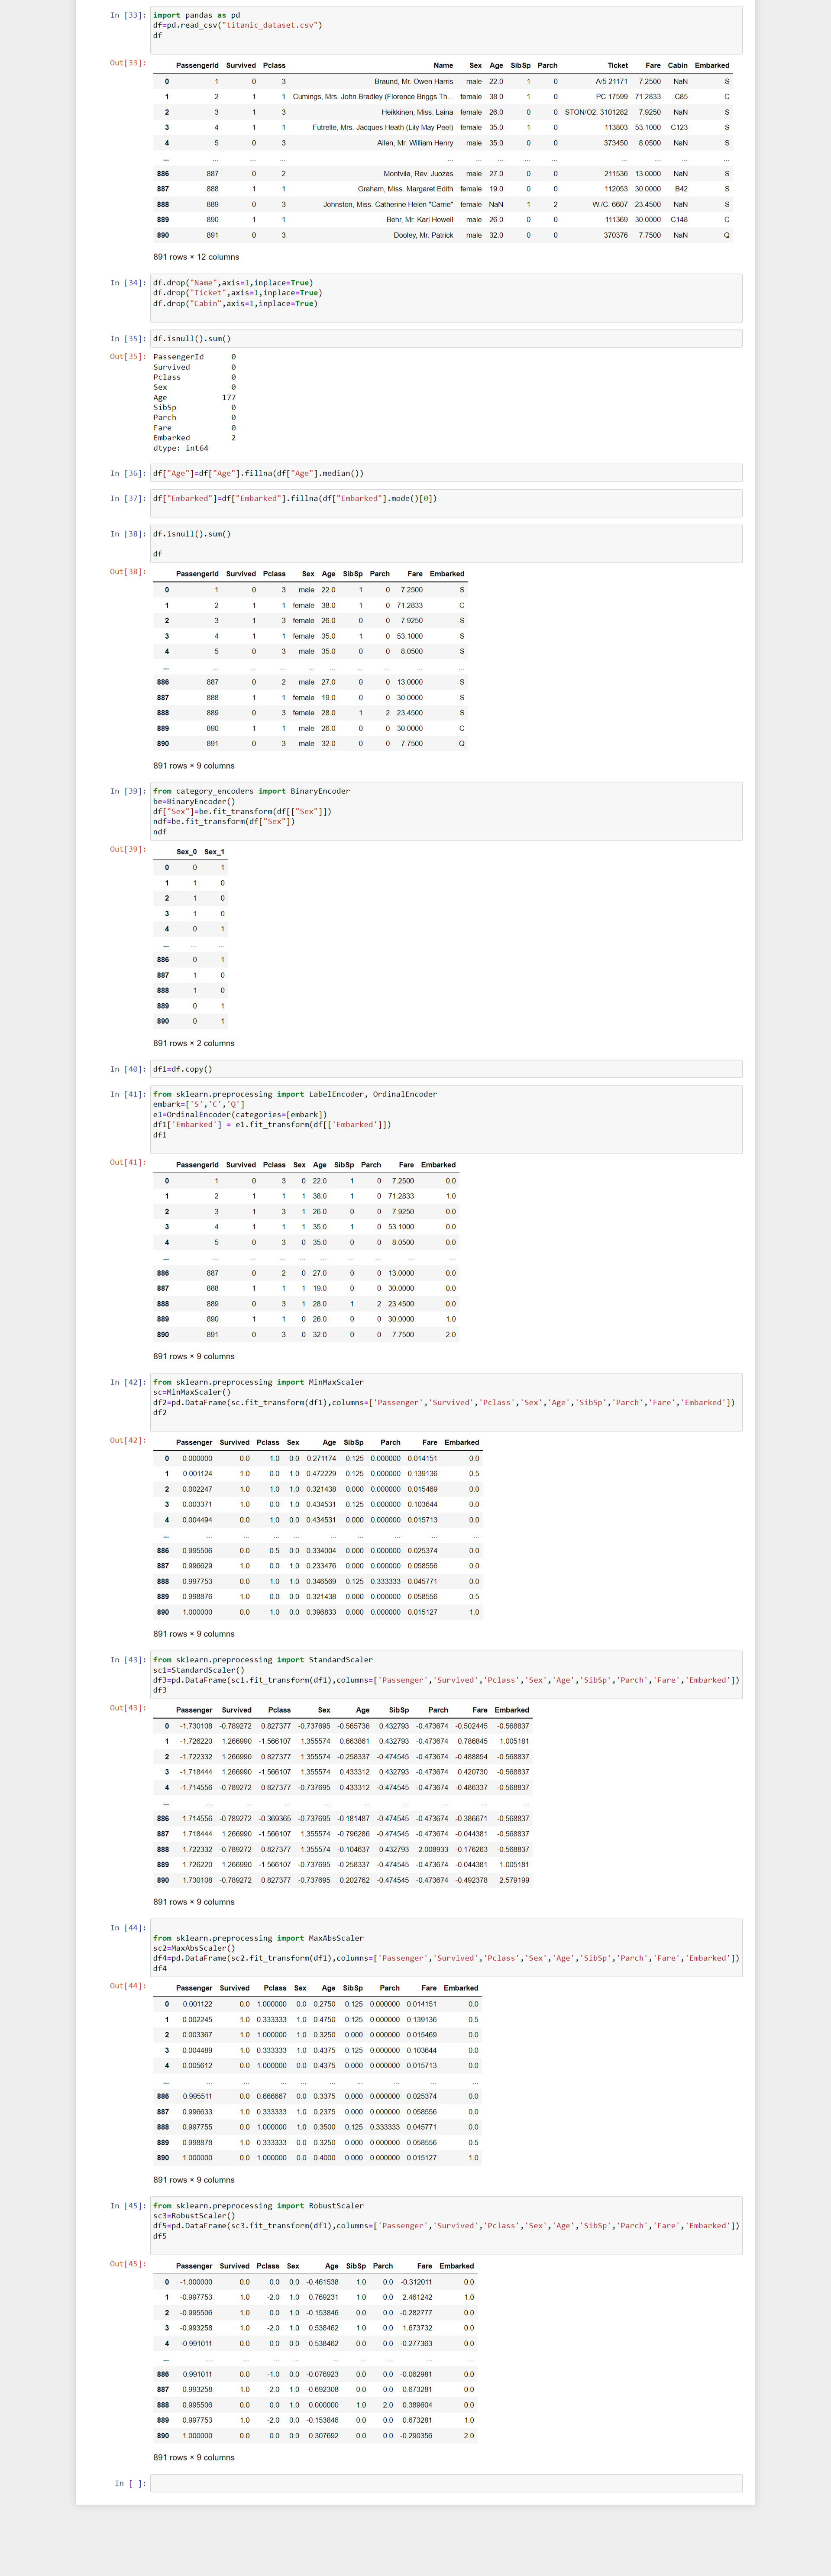 In [33]: import pandas as pd
df=pd.read_csv("titanic_dataset.csv")
df
Out[33]:
PassengerId Survived Pclass Name Sex Age SibSp Parch Ticket Fare Cabin Embarked
0 1 0 3 Braund, Mr. Owen Harris male 22.0 1 0 A/5 21171 7.2500 NaN S
1 2 1 1 Cumings, Mrs. John Bradley (Florence Briggs Th... female 38.0 1 0 PC 17599 71.2833 C85 C
2 3 1 3 Heikkinen, Miss. Laina female 26.0 0 0 STON/O2. 3101282 7.9250 NaN S
3 4 1 1 Futrelle, Mrs. Jacques Heath (Lily May Peel) female 35.0 1 0 113803 53.1000 C123 S
4 5 0 3 Allen, Mr. William Henry male 35.0 0 0 373450 8.0500 NaN S
... ... ... ... ... ... ... ... ... ... ... ... ...
886 887 0 2 Montvila, Rev. Juozas male 27.0 0 0 211536 13.0000 NaN S
887 888 1 1 Graham, Miss. Margaret Edith female 19.0 0 0 112053 30.0000 B42 S
888 889 0 3 Johnston, Miss. Catherine Helen "Carrie" female NaN 1 2 W./C. 6607 23.4500 NaN S
889 890 1 1 Behr, Mr. Karl Howell male 26.0 0 0 111369 30.0000 C148 C
890 891 0 3 Dooley, Mr. Patrick male 32.0 0 0 370376 7.7500 NaN Q
891 rows × 12 columns
In [34]: df.drop("Name",axis=1,inplace=True)
df.drop("Ticket",axis=1,inplace=True)
df.drop("Cabin",axis=1,inplace=True)
In [35]: df.isnull().sum()
Out[35]: PassengerId 0
Survived 0
Pclass 0
Sex 0
Age 177
SibSp 0
Parch 0
Fare 0
Embarked 2
dtype: int64
In [36]: df["Age"]=df["Age"].fillna(df["Age"].median())
In [37]: df["Embarked"]=df["Embarked"].fillna(df["Embarked"].mode()[0])
In [38]: df.isnull().sum()
df
Out[38]:
PassengerId Survived Pclass Sex Age SibSp Parch Fare Embarked
0 1 0 3 male 22.0 1 0 7.2500 S
1 2 1 1 female 38.0 1 0 71.2833 C
2 3 1 3 female 26.0 0 0 7.9250 S
3 4 1 1 female 35.0 1 0 53.1000 S
4 5 0 3 male 35.0 0 0 8.0500 S
... ... ... ... ... ... ... ... ... ...
886 887 0 2 male 27.0 0 0 13.0000 S
887 888 1 1 female 19.0 0 0 30.0000 S
888 889 0 3 female 28.0 1 2 23.4500 S
889 890 1 1 male 26.0 0 0 30.0000 C
890 891 0 3 male 32.0 0 0 7.7500 Q
891 rows × 9 columns
In [39]: from category_encoders import BinaryEncoder
be=BinaryEncoder()
df["Sex"]=be.fit_transform(df[["Sex"]])
ndf=be.fit_transform(df["Sex"])
ndf
Out[39]:
Sex_0 Sex_1
0 0 1
1 1 0
2 1 0
3 1 0
4 0 1
... ... ...
886 0 1
887 1 0
888 1 0
889 0 1
890 0 1
891 rows × 2 columns
In [40]: df1=df.copy()
In [41]: from sklearn.preprocessing import LabelEncoder, OrdinalEncoder
embark=['S','C','Q']
e1=OrdinalEncoder(categories=[embark])
df1['Embarked'] = e1.fit_transform(df[['Embarked']])
df1
Out[41]:
PassengerId Survived Pclass Sex Age SibSp Parch Fare Embarked
0 1 0 3 0 22.0 1 0 7.2500 0.0
1 2 1 1 1 38.0 1 0 71.2833 1.0
2 3 1 3 1 26.0 0 0 7.9250 0.0
3 4 1 1 1 35.0 1 0 53.1000 0.0
4 5 0 3 0 35.0 0 0 8.0500 0.0
... ... ... ... ... ... ... ... ... ...
886 887 0 2 0 27.0 0 0 13.0000 0.0
887 888 1 1 1 19.0 0 0 30.0000 0.0
888 889 0 3 1 28.0 1 2 23.4500 0.0
889 890 1 1 0 26.0 0 0 30.0000 1.0
890 891 0 3 0 32.0 0 0 7.7500 2.0
891 rows × 9 columns
In [42]: from sklearn.preprocessing import MinMaxScaler
sc=MinMaxScaler()
df2=pd.DataFrame(sc.fit_transform(df1),columns=['Passenger','Survived','Pclass','Sex','Age','SibSp','Parch','Fare','Embarked'])
df2
Out[42]:
Passenger Survived Pclass Sex Age SibSp Parch Fare Embarked
0 0.000000 0.0 1.0 0.0 0.271174 0.125 0.000000 0.014151 0.0
1 0.001124 1.0 0.0 1.0 0.472229 0.125 0.000000 0.139136 0.5
2 0.002247 1.0 1.0 1.0 0.321438 0.000 0.000000 0.015469 0.0
3 0.003371 1.0 0.0 1.0 0.434531 0.125 0.000000 0.103644 0.0
4 0.004494 0.0 1.0 0.0 0.434531 0.000 0.000000 0.015713 0.0
... ... ... ... ... ... ... ... ... ...
886 0.995506 0.0 0.5 0.0 0.334004 0.000 0.000000 0.025374 0.0
887 0.996629 1.0 0.0 1.0 0.233476 0.000 0.000000 0.058556 0.0
888 0.997753 0.0 1.0 1.0 0.346569 0.125 0.333333 0.045771 0.0
889 0.998876 1.0 0.0 0.0 0.321438 0.000 0.000000 0.058556 0.5
890 1.000000 0.0 1.0 0.0 0.396833 0.000 0.000000 0.015127 1.0
891 rows × 9 columns
In [43]: from sklearn.preprocessing import StandardScaler
sc1=StandardScaler()
df3=pd.DataFrame(sc1.fit_transform(df1),columns=['Passenger','Survived','Pclass','Sex','Age','SibSp','Parch','Fare','Embarked'])
df3
Out[43]:
Passenger Survived Pclass Sex Age SibSp Parch Fare Embarked
0 -1.730108 -0.789272 0.827377 -0.737695 -0.565736 0.432793 -0.473674 -0.502445 -0.568837
1 -1.726220 1.266990 -1.566107 1.355574 0.663861 0.432793 -0.473674 0.786845 1.005181
2 -1.722332 1.266990 0.827377 1.355574 -0.258337 -0.474545 -0.473674 -0.488854 -0.568837
3 -1.718444 1.266990 -1.566107 1.355574 0.433312 0.432793 -0.473674 0.420730 -0.568837
4 -1.714556 -0.789272 0.827377 -0.737695 0.433312 -0.474545 -0.473674 -0.486337 -0.568837
... ... ... ... ... ... ... ... ... ...
886 1.714556 -0.789272 -0.369365 -0.737695 -0.181487 -0.474545 -0.473674 -0.386671 -0.568837
887 1.718444 1.266990 -1.566107 1.355574 -0.796286 -0.474545 -0.473674 -0.044381 -0.568837
888 1.722332 -0.789272 0.827377 1.355574 -0.104637 0.432793 2.008933 -0.176263 -0.568837
889 1.726220 1.266990 -1.566107 -0.737695 -0.258337 -0.474545 -0.473674 -0.044381 1.005181
890 1.730108 -0.789272 0.827377 -0.737695 0.202762 -0.474545 -0.473674 -0.492378 2.579199
891 rows × 9 columns
In [44]:
from sklearn.preprocessing import MaxAbsScaler
sc2=MaxAbsScaler()
df4=pd.DataFrame(sc2.fit_transform(df1),columns=['Passenger','Survived','Pclass','Sex','Age','SibSp','Parch','Fare','Embarked'])
df4
Out[44]:
Passenger Survived Pclass Sex Age SibSp Parch Fare Embarked
0 0.001122 0.0 1.000000 0.0 0.2750 0.125 0.000000 0.014151 0.0
1 0.002245 1.0 0.333333 1.0 0.4750 0.125 0.000000 0.139136 0.5
2 0.003367 1.0 1.000000 1.0 0.3250 0.000 0.000000 0.015469 0.0
3 0.004489 1.0 0.333333 1.0 0.4375 0.125 0.000000 0.103644 0.0
4 0.005612 0.0 1.000000 0.0 0.4375 0.000 0.000000 0.015713 0.0
... ... ... ... ... ... ... ... ... ...
886 0.995511 0.0 0.666667 0.0 0.3375 0.000 0.000000 0.025374 0.0
887 0.996633 1.0 0.333333 1.0 0.2375 0.000 0.000000 0.058556 0.0
888 0.997755 0.0 1.000000 1.0 0.3500 0.125 0.333333 0.045771 0.0
889 0.998878 1.0 0.333333 0.0 0.3250 0.000 0.000000 0.058556 0.5
890 1.000000 0.0 1.000000 0.0 0.4000 0.000 0.000000 0.015127 1.0
891 rows × 9 columns
In [45]: from sklearn.preprocessing import RobustScaler
sc3=RobustScaler()
df5=pd.DataFrame(sc3.fit_transform(df1),columns=['Passenger','Survived','Pclass','Sex','Age','SibSp','Parch','Fare','Embarked'])
df5
Out[45]:
Passenger Survived Pclass Sex Age SibSp Parch Fare Embarked
0 -1.000000 0.0 0.0 0.0 -0.461538 1.0 0.0 -0.312011 0.0
1 -0.997753 1.0 -2.0 1.0 0.769231 1.0 0.0 2.461242 1.0
2 -0.995506 1.0 0.0 1.0 -0.153846 0.0 0.0 -0.282777 0.0
3 -0.993258 1.0 -2.0 1.0 0.538462 1.0 0.0 1.673732 0.0
4 -0.991011 0.0 0.0 0.0 0.538462 0.0 0.0 -0.277363 0.0
... ... ... ... ... ... ... ... ... ...
886 0.991011 0.0 -1.0 0.0 -0.076923 0.0 0.0 -0.062981 0.0
887 0.993258 1.0 -2.0 1.0 -0.692308 0.0 0.0 0.673281 0.0
888 0.995506 0.0 0.0 1.0 0.000000 1.0 2.0 0.389604 0.0
889 0.997753 1.0 -2.0 0.0 -0.153846 0.0 0.0 0.673281 1.0
890 1.000000 0.0 0.0 0.0 0.307692 0.0 0.0 -0.290356 2.0
891 rows × 9 columns
In [ ]: